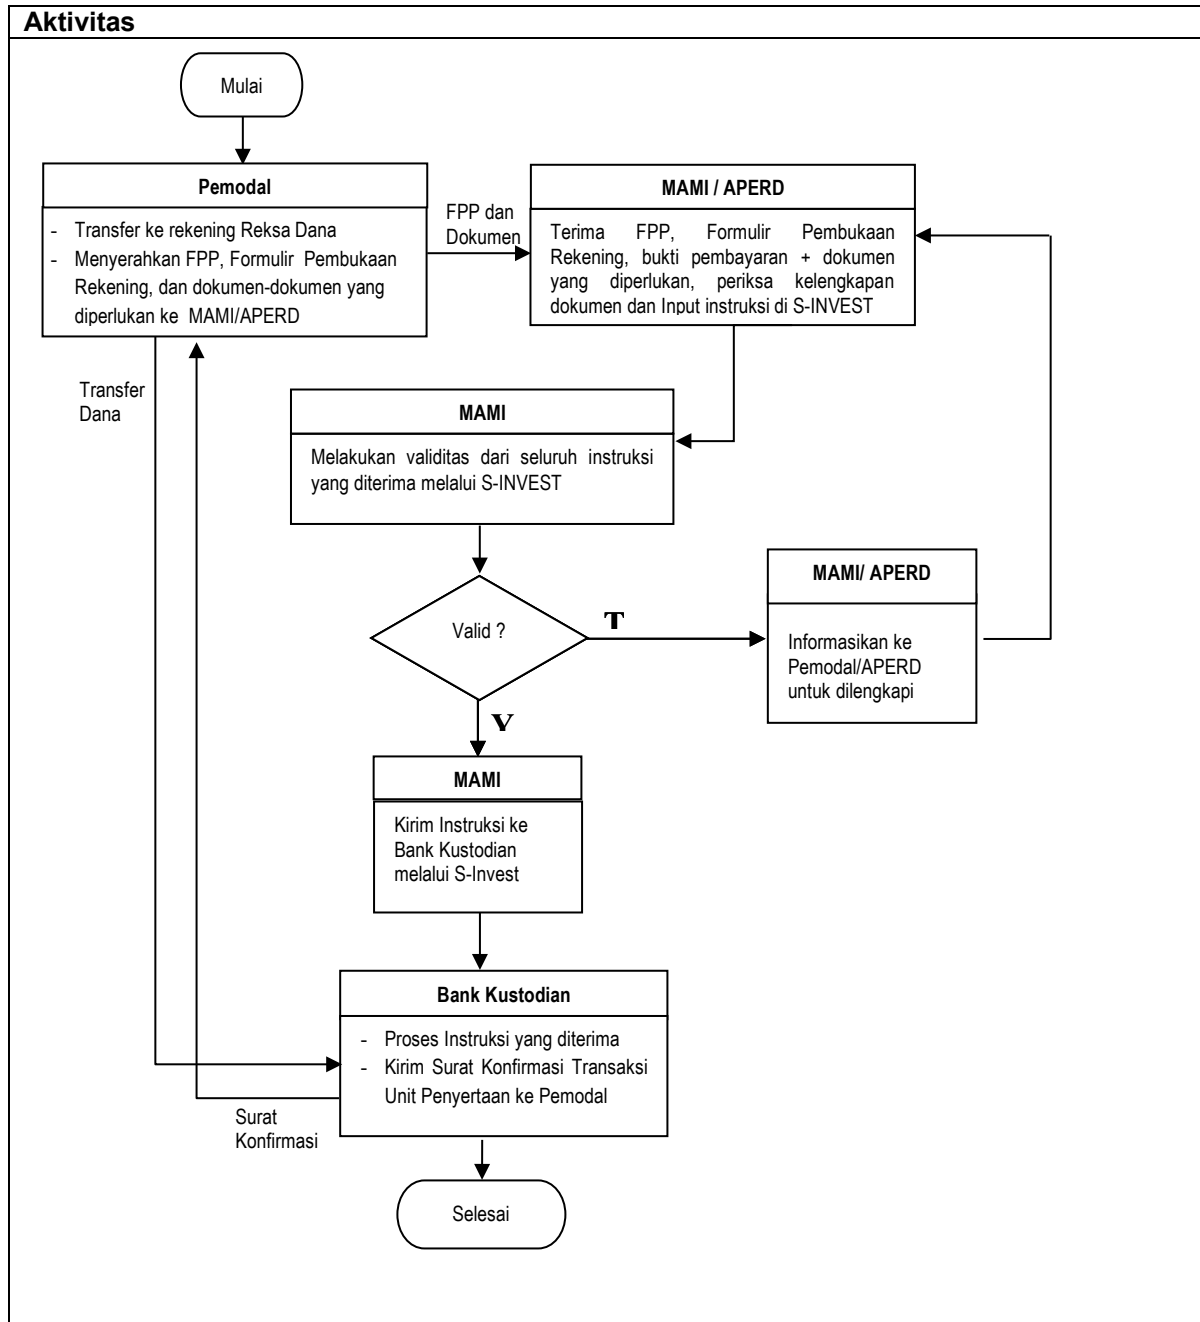 Aktivitas
Mulai
Pemodal
- Transfer ke rekening Reksa Dana
- Menyerahkan FPP, Formulir Pembukaan
Rekening, dan dokumen-dokumen yang
diperlukan ke MAMI/APERD
FPP dan
Dokumen
MAMI / APERD
Terima FPP, Formulir Pembukaan
Rekening, bukti pembayaran + dokumen
yang diperlukan, periksa kelengkapan
dokumen dan Input instruksi di S-INVEST
Transfer
Dana
MAMI
Melakukan validitas dari seluruh instruksi
yang diterima melalui S-INVEST
Valid ?
T
MAMI/ APERD
Informasikan ke
Pemodal/APERD
untuk dilengkapi
Y
MAMI
Kirim Instruksi ke
Bank Kustodian
melalui S-Invest
Bank Kustodian
- Proses Instruksi yang diterima
- Kirim Surat Konfirmasi Transaksi
Unit Penyertaan ke Pemodal
Surat
Konfirmasi
Selesai